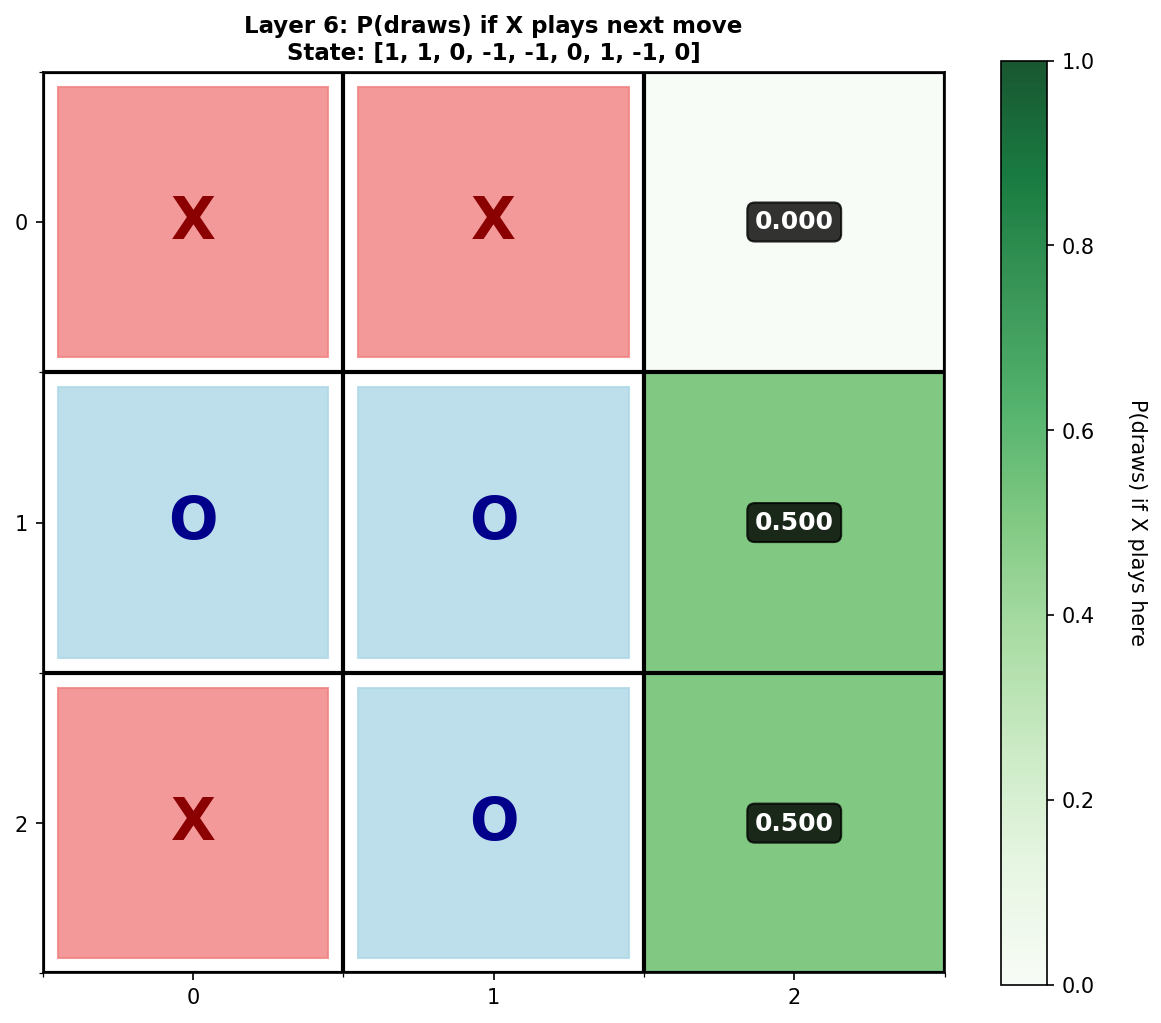 Layer 6: P(draws) if X plays next move
State: [1, 1, 0, -1, -1, 0, 1, -1, 0]
0
X
X
0.000
1
O
O
0.500
2
X
O
0.500
0
1
2
1.0
0.8
0.6
0.4
0.2
0.0
P(draws) if X plays here